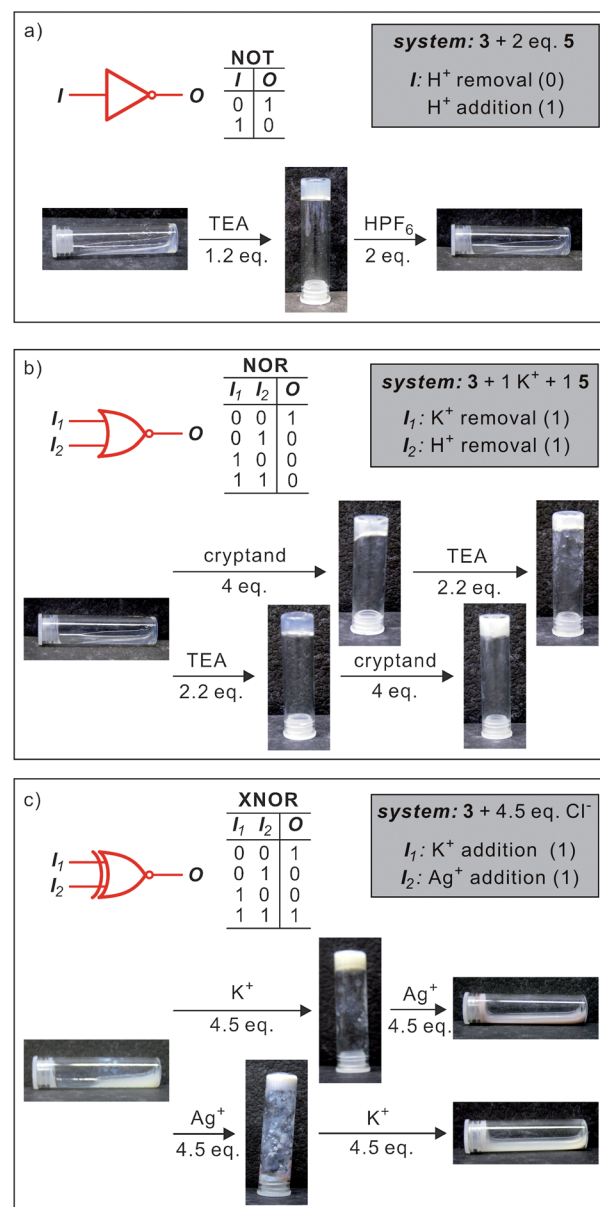 a)
NOT
I O
0 1
1 0
I O
system: 3 + 2 eq. 5
I: H⁺ removal (0)
H⁺ addition (1)
TEA
1.2 eq.
HPF₆
2 eq.
b)
NOR
I₁ I₂ O
0 0 1
0 1 0
1 0 0
1 1 0
I₁
I₂
O
system: 3 + 1 K⁺ + 1 5
I₁: K⁺ removal (1)
I₂: H⁺ removal (1)
cryptand
4 eq.
TEA
2.2 eq.
TEA
2.2 eq.
cryptand
4 eq.
c)
XNOR
I₁ I₂ O
0 0 1
0 1 0
1 0 0
1 1 1
I₁
I₂
O
system: 3 + 4.5 eq. Cl⁻
I₁: K⁺ addition (1)
I₂: Ag⁺ addition (1)
K⁺
4.5 eq.
Ag⁺
4.5 eq.
Ag⁺
4.5 eq.
K⁺
4.5 eq.